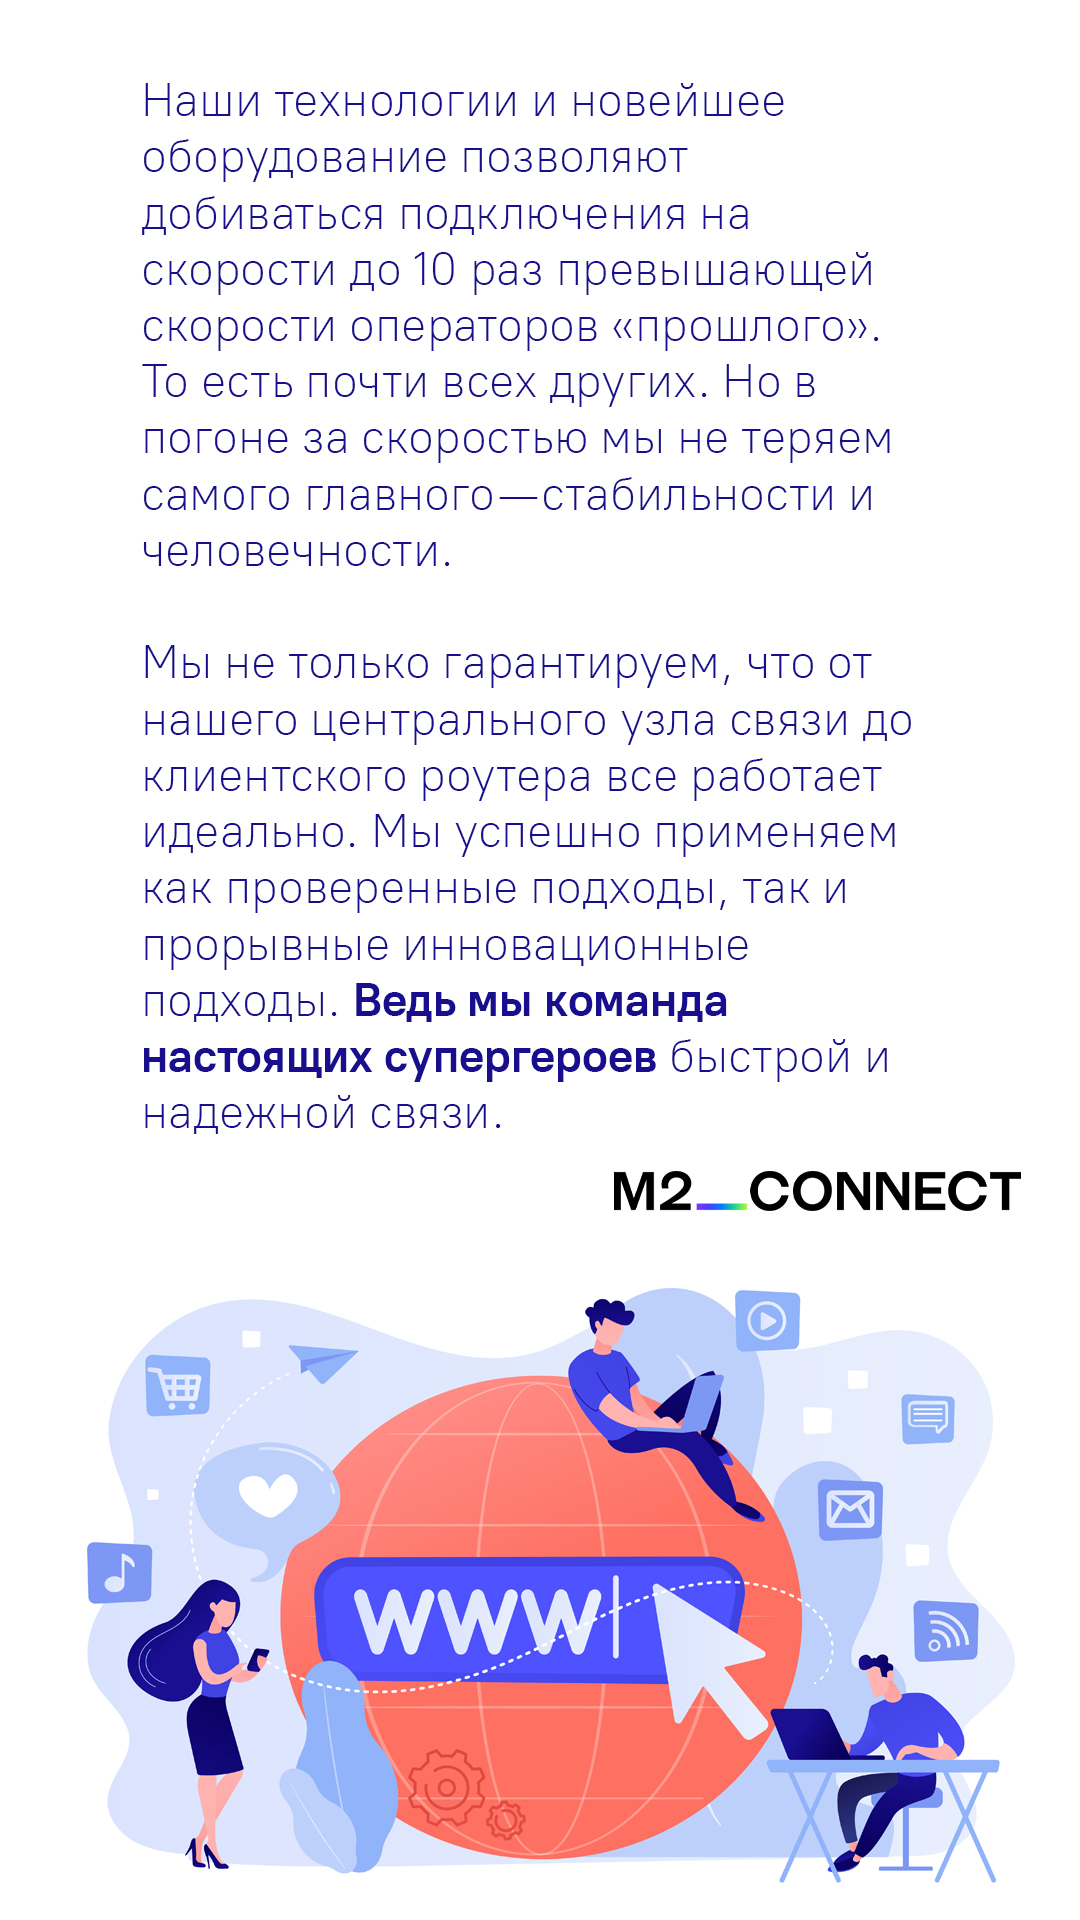 Наши технологии и новейшее
оборудование позволяют
добиваться подключения на
скорости до 10 раз превышающей
скорости операторов «прошлого».
То есть почти всех других. Но в
погоне за скоростью мы не теряем
самого главного—стабильности и
человечности.
Мы не только гарантируем, что от
нашего центрального узла связи до
клиентского роутера все работает
идеально. Мы успешно применяем
как проверенные подходы, так и
прорывные инновационные
подходы. Ведь мы команда
настоящих супергероев быстрой и
надежной связи.
M2_CONNECT
WWW